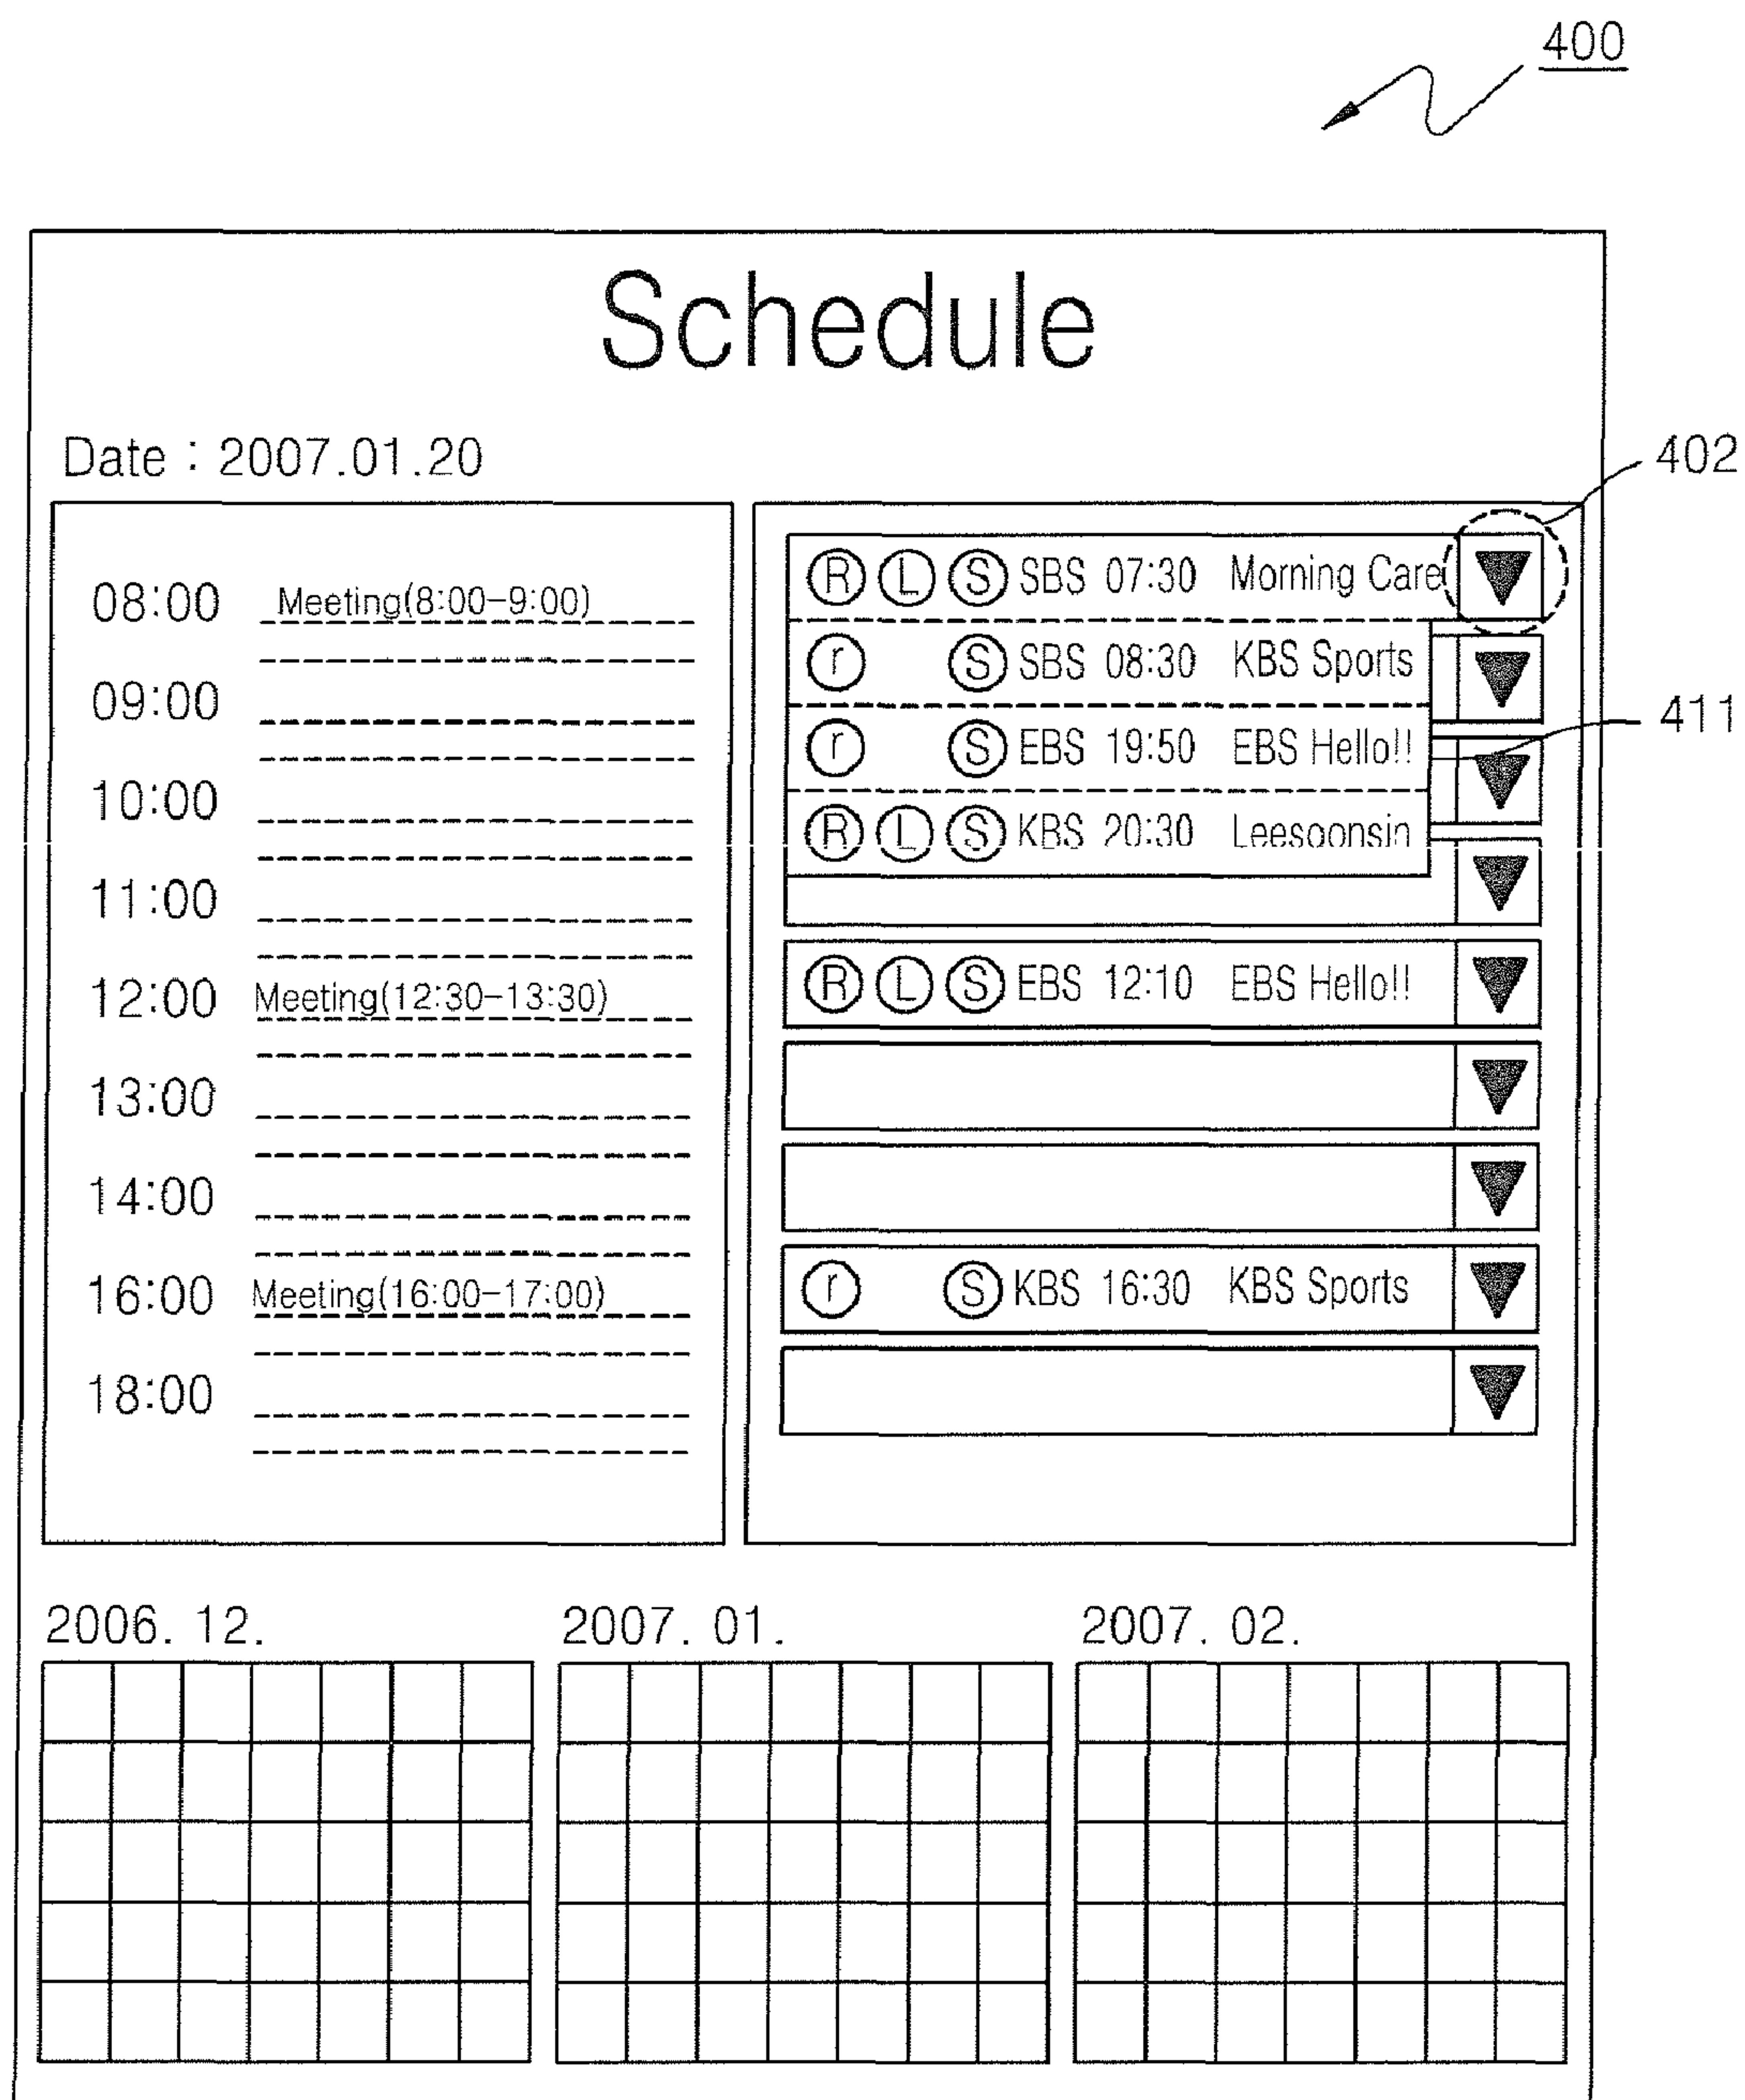 400
Schedule
Date : 2007.01.20
402
08:00 Meeting(8:00-9:00)
09:00
10:00
11:00
12:00 Meeting(12:30-13:30)
13:00
14:00
16:00 Meeting(16:00-17:00)
18:00
R L S SBS 07:30 Morning Care
r S SBS 08:30 KBS Sports
411
r S EBS 19:50 EBS Hello!!
R L S KBS 20:30 Leesoonsin
R L S EBS 12:10 EBS Hello!!
r S KBS 16:30 KBS Sports
2006. 12.
2007. 01.
2007. 02.